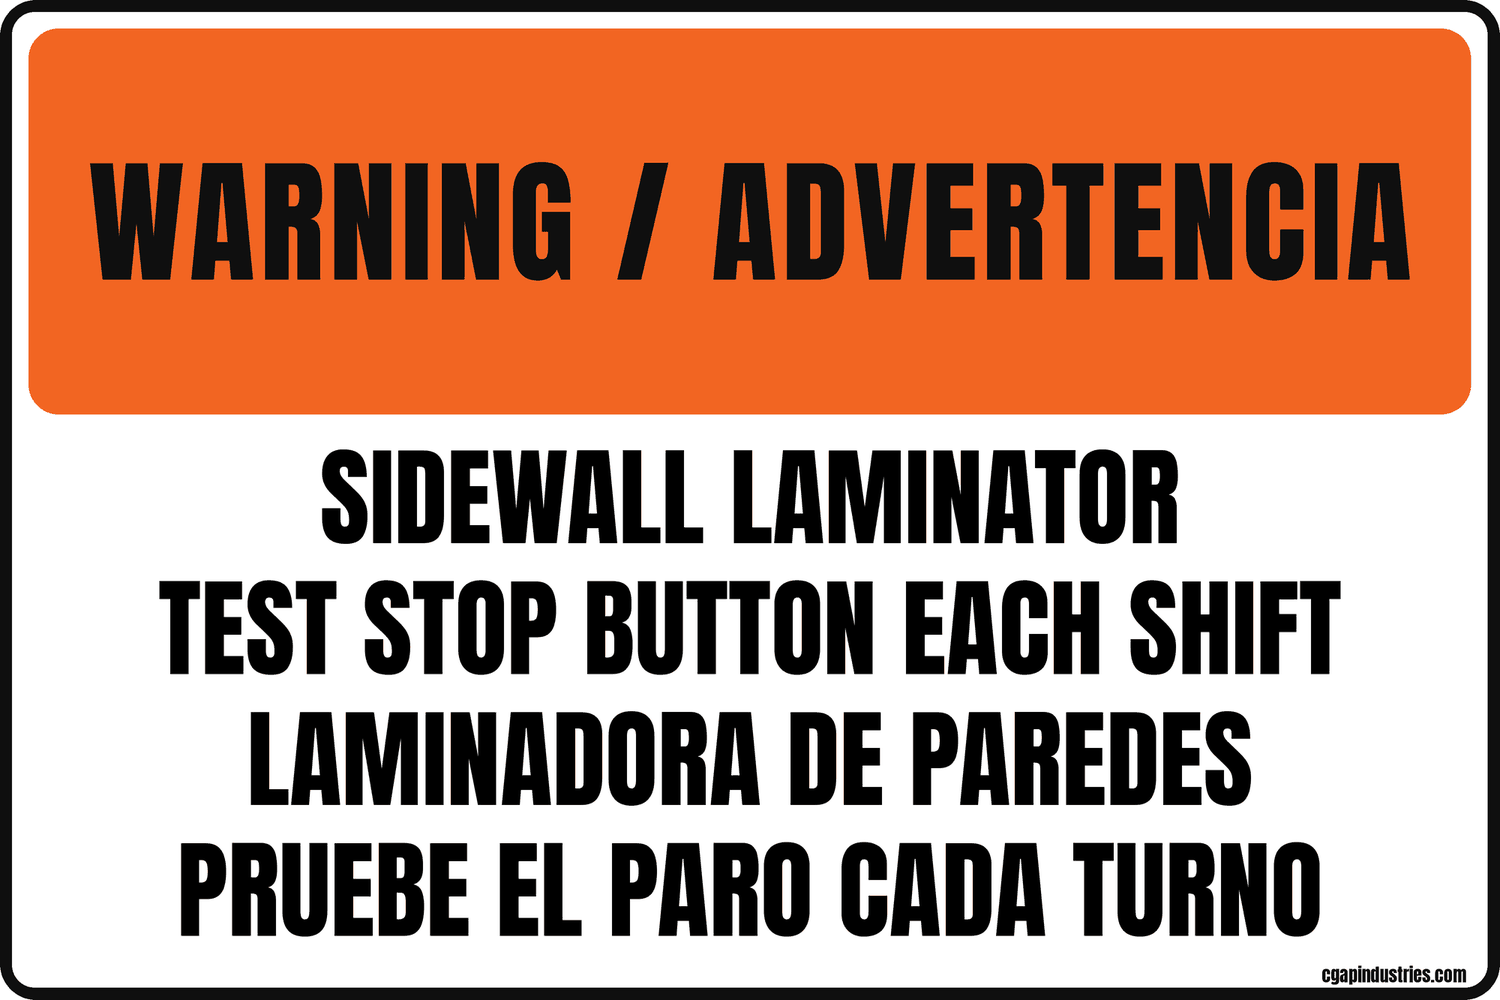 WARNING / ADVERTENCIA
SIDEWALL LAMINATOR
TEST STOP BUTTON EACH SHIFT
LAMINADORA DE PAREDES
PRUEBE EL PARO CADA TURNO
cgapindustries.com